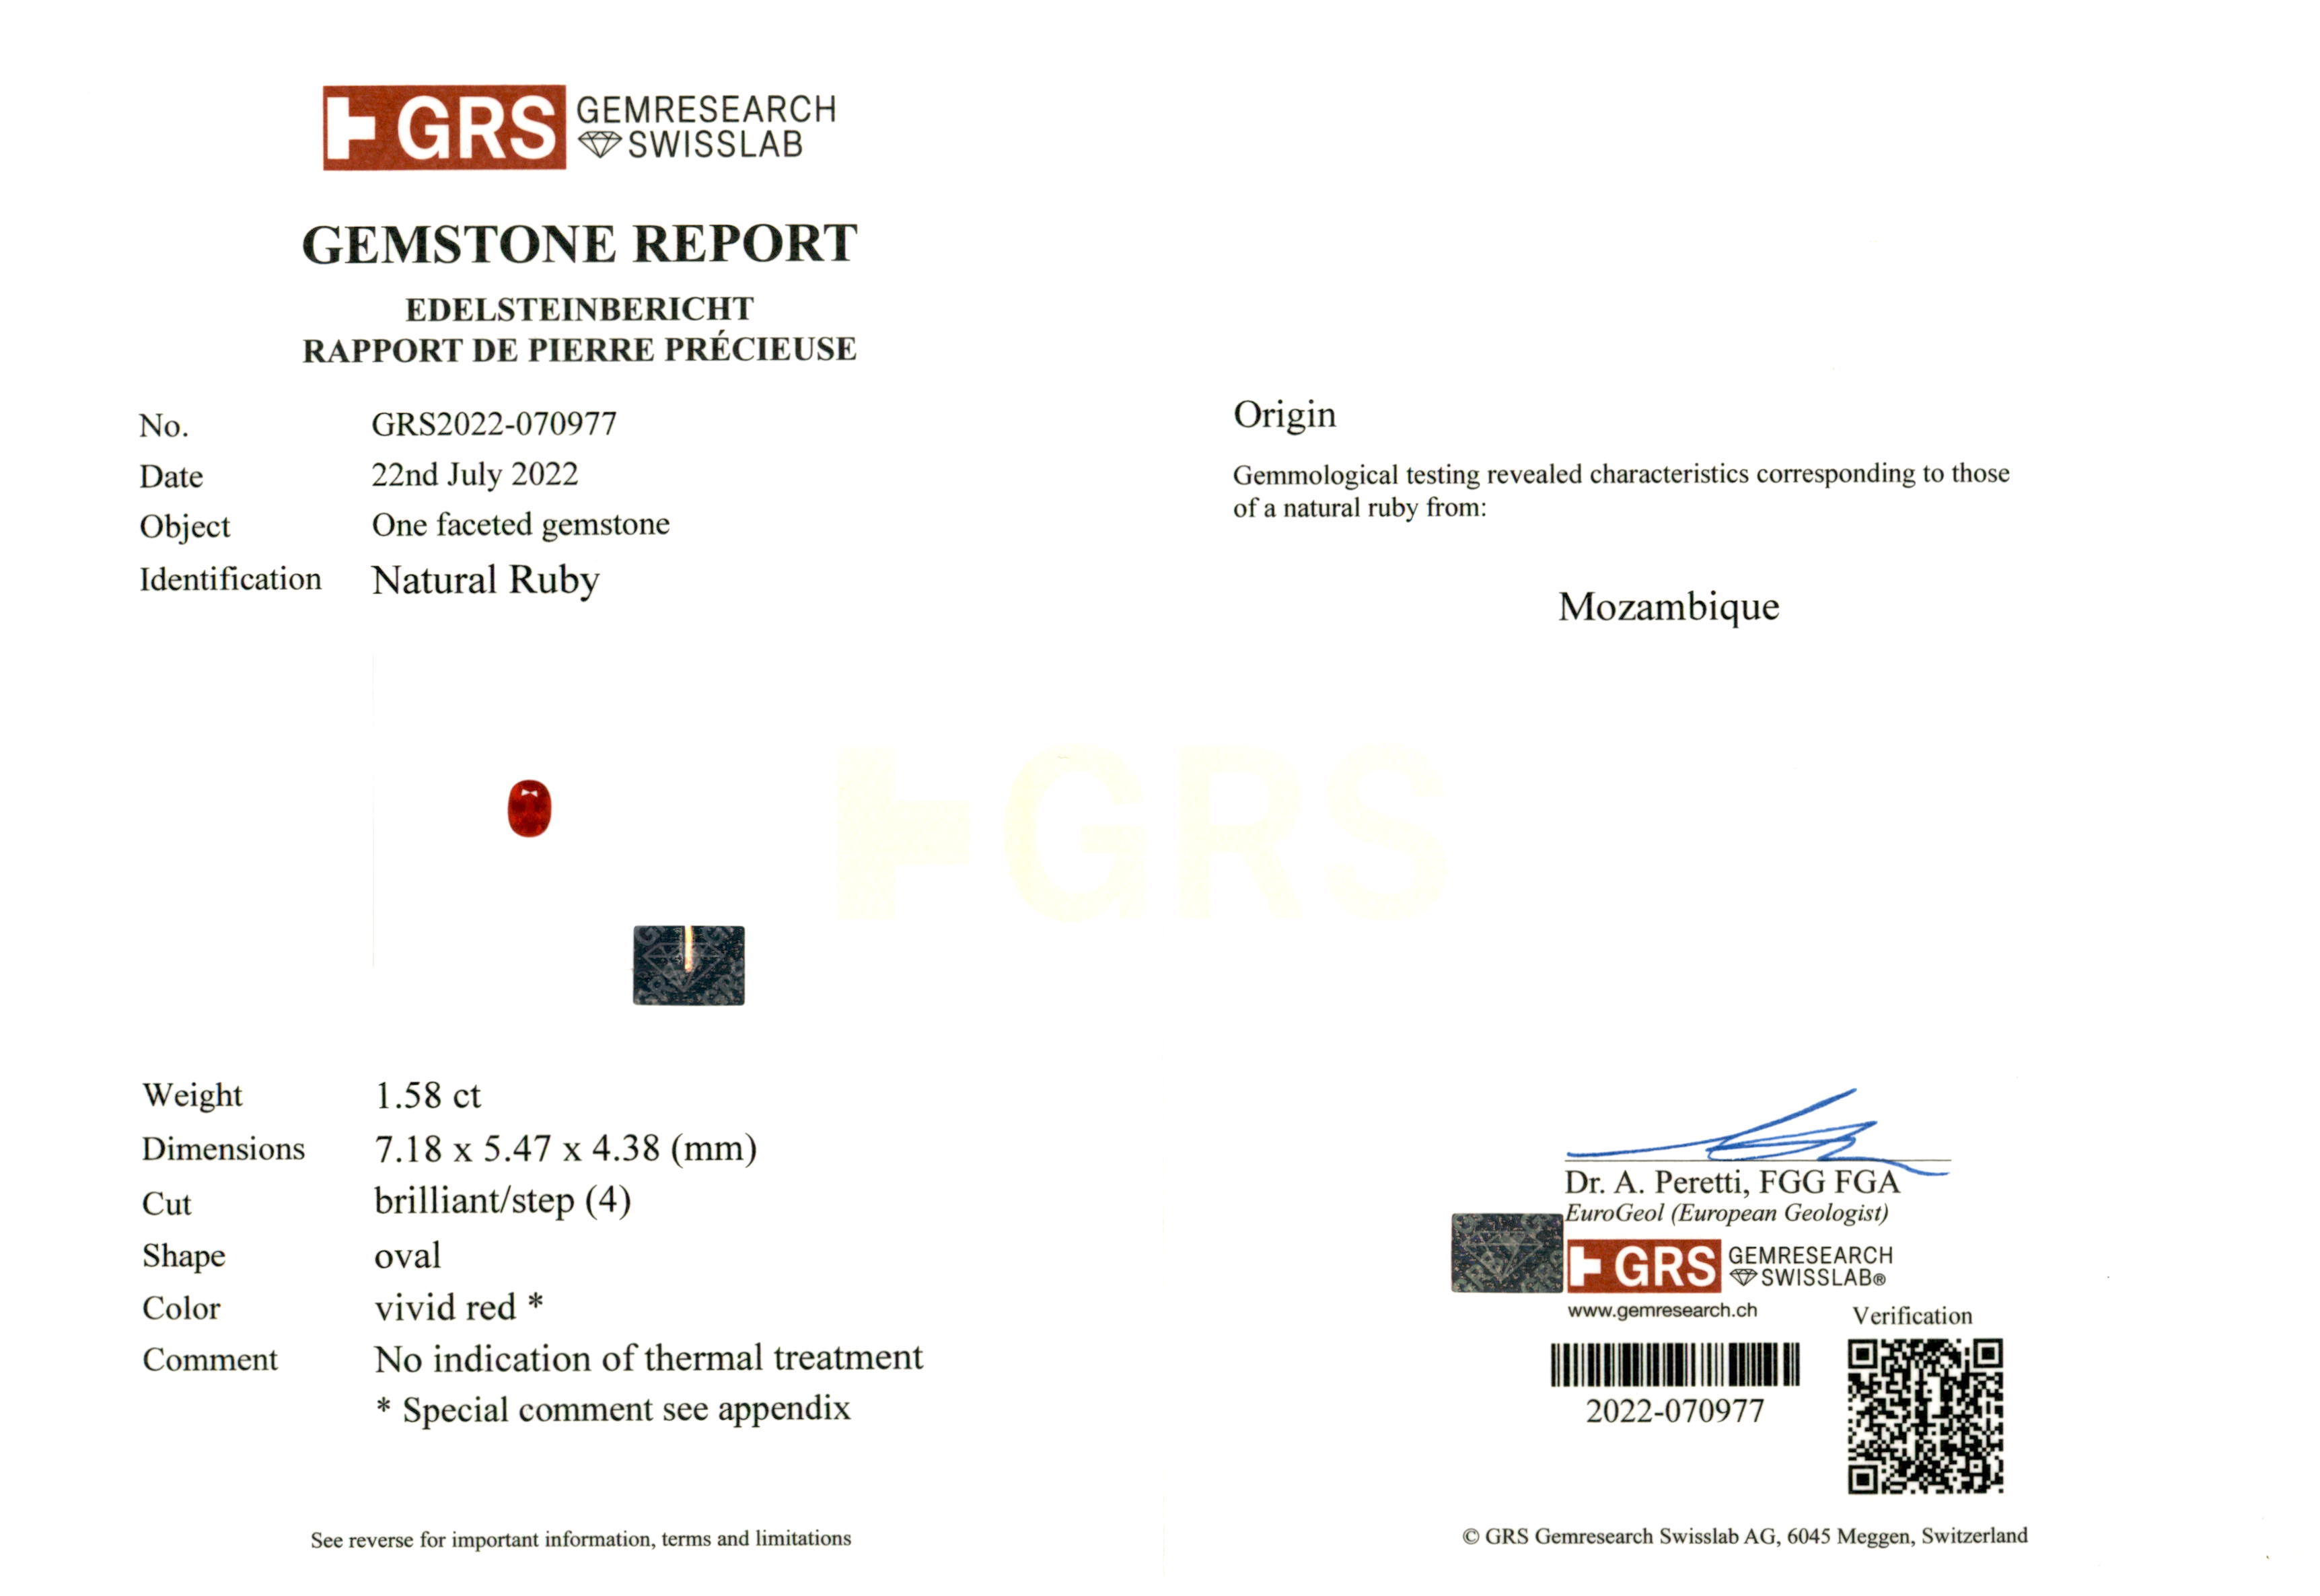 GRS GEMRESEARCH
SWISSLAB
GEMSTONE REPORT
EDELSTEINBERICHT
RAPPORT DE PIERRE PRÉCIEUSE
No. GRS2022-070977
Date 22nd July 2022
Object One faceted gemstone
Identification Natural Ruby
Weight 1.58 ct
Dimensions 7.18 x 5.47 x 4.38 (mm)
Cut brilliant/step (4)
Shape oval
Color vivid red *
Comment No indication of thermal treatment
* Special comment see appendix
See reverse for important information, terms and limitations
GRS
Origin
Gemmological testing revealed characteristics corresponding to those
of a natural ruby from:
Mozambique
Dr. A. Peretti, FGG FGA
EuroGeol (European Geologist)
GRS GEMRESEARCH
SWISSLAB®
www.gemresearch.ch
Verification
2022-070977
© GRS Gemresearch Swisslab AG, 6045 Meggen, Switzerland